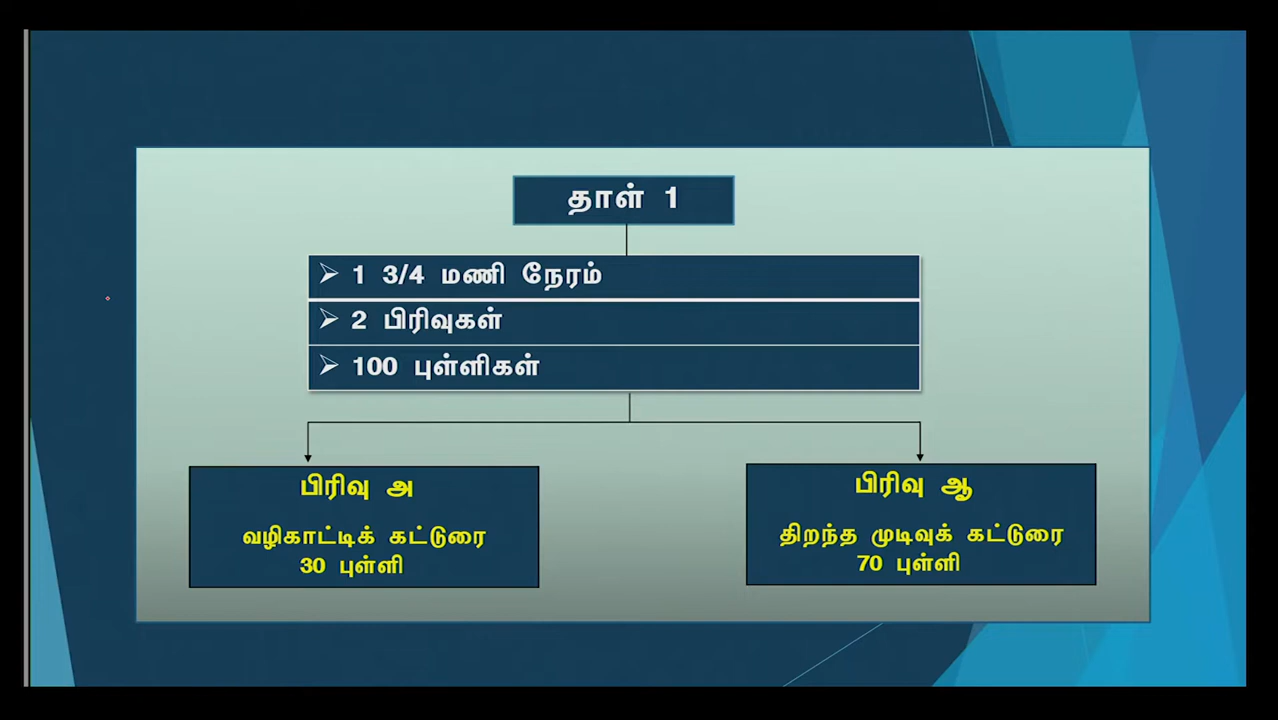 தாள் 1
➢ 1 3/4 மணி நேரம்
➢ 2 பிரிவுகள்
➢ 100 புள்ளிகள்
பிரிவு அ
வழிகாட்டிக் கட்டுரை
30 புள்ளி
பிரிவு ஆ
திறந்த முடிவுக் கட்டுரை
70 புள்ளி